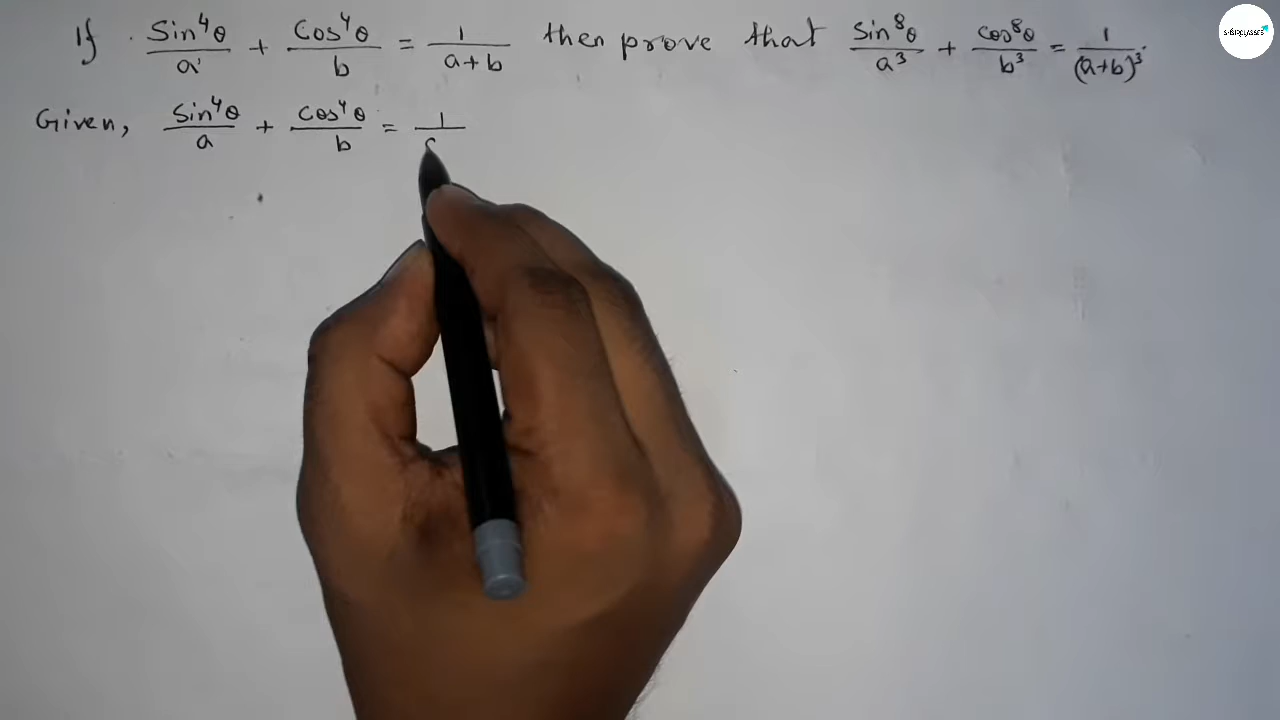 If sin⁴θ/a + cos⁴θ/b = 1/(a+b) then prove that sin⁸θ/a³ + cos⁸θ/b³ = 1/(a+b)³.
Given, sin⁴θ/a + cos⁴θ/b = 1/